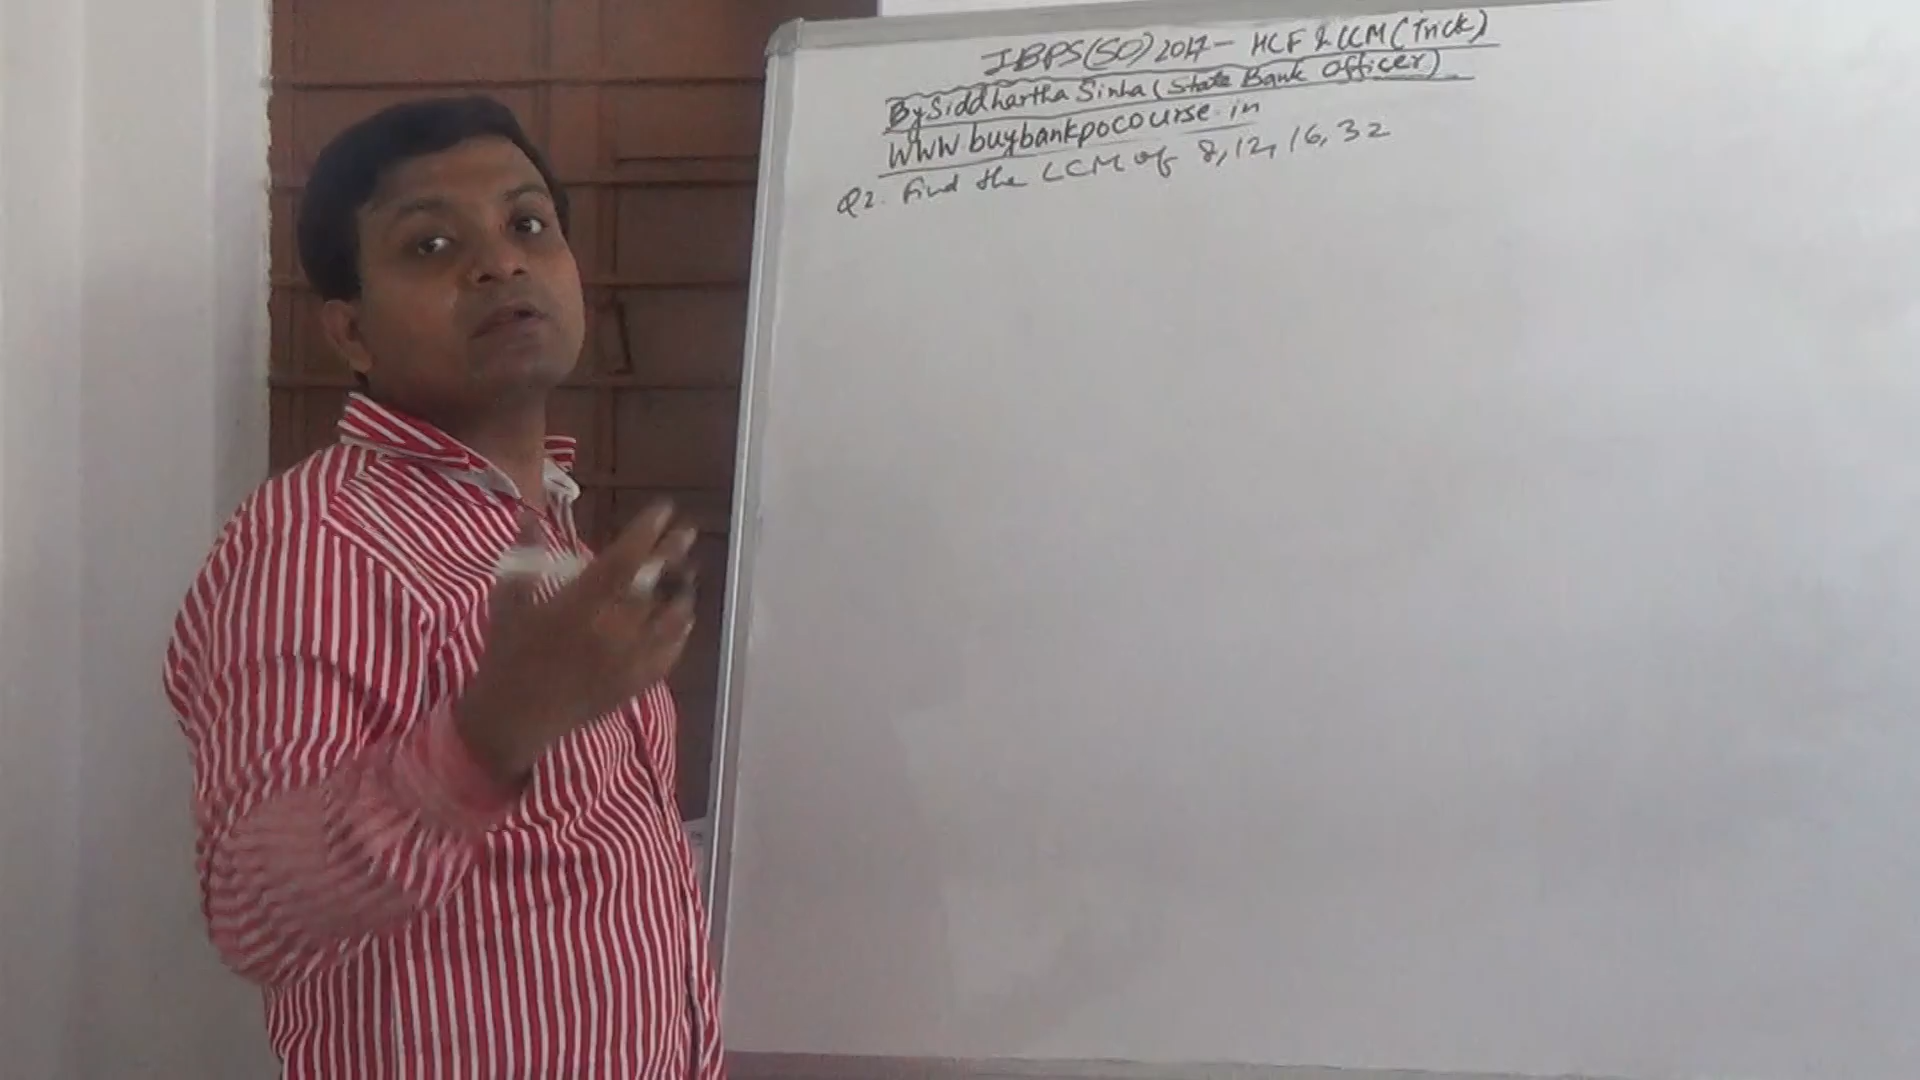 IBPS(SO) 2017 - HCF & LCM (Trick)
By Siddhartha Sinha (State Bank Officer)
www.buybankpocourse.in
Q2. Find the LCM of 8, 12, 16, 32